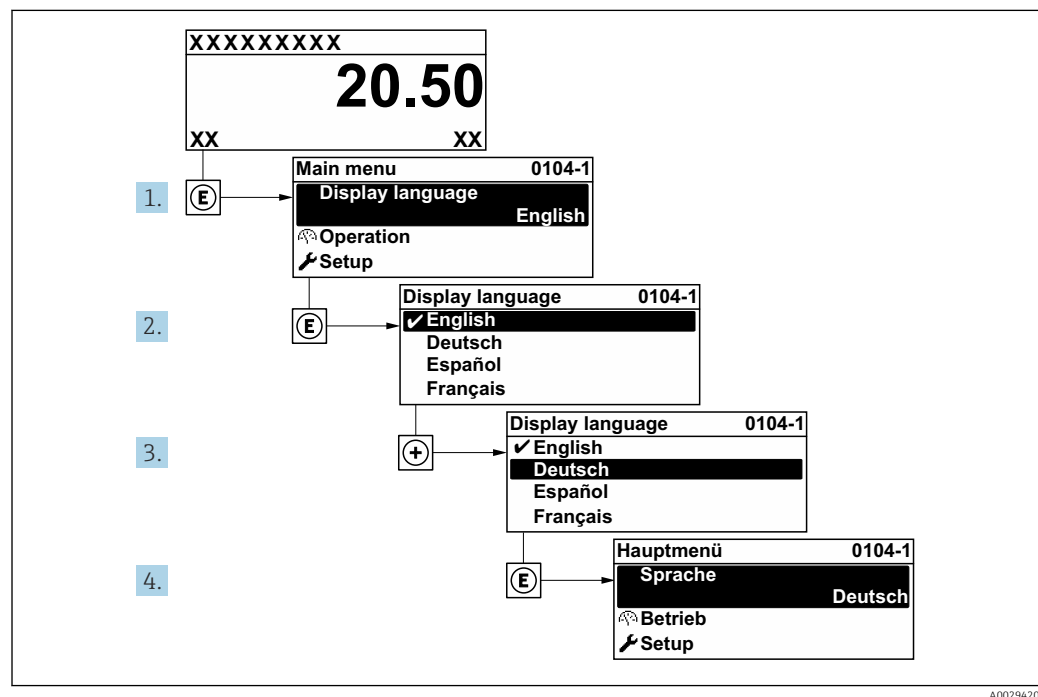 XXXXXXXXX
20.50
XX XX
1. E
Main menu 0104-1
Display language
English
Operation
Setup
2. E
Display language 0104-1
✔English
Deutsch
Español
Français
3. +
Display language 0104-1
✔English
Deutsch
Español
Français
4. E
Hauptmenü 0104-1
Sprache
Deutsch
Betrieb
Setup
A0029420